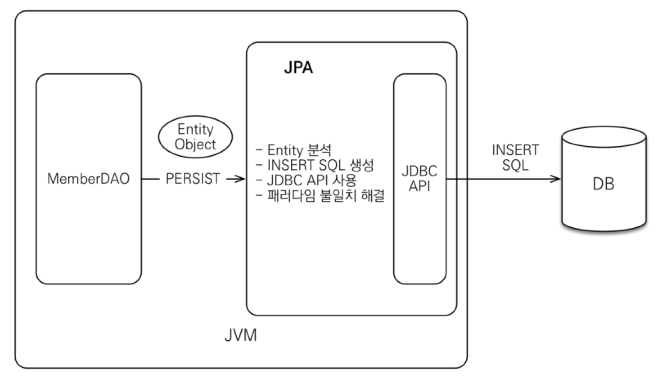 JPA
Entity
Object
MemberDAO
PERSIST
- Entity 분석
- INSERT SQL 생성
- JDBC API 사용
- 패러다임 불일치 해결
JDBC
API
INSERT
SQL
DB
JVM